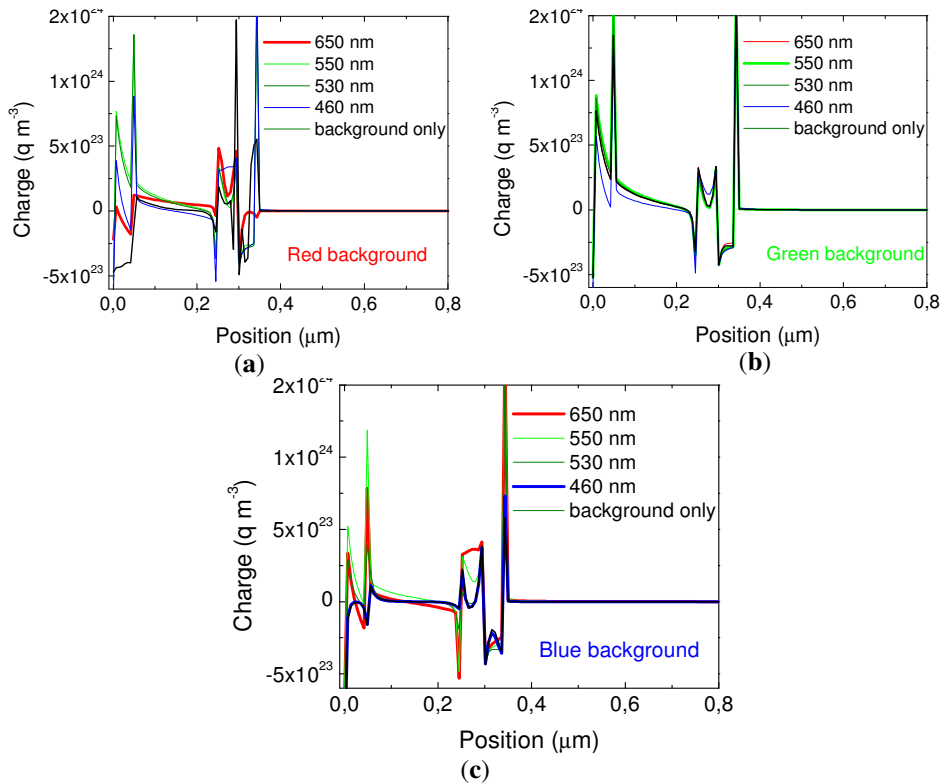 2x10^24
1x10^24
5x10^23
0
-5x10^23
Charge (q m^-3)
650 nm
550 nm
530 nm
460 nm
background only
Red background
0,0 0,2 0,4 0,6 0,8
Position (μm)
(a)
2x10^24
1x10^24
5x10^23
0
-5x10^23
Charge (q m^-3)
650 nm
550 nm
530 nm
460 nm
background only
Green background
0,0 0,2 0,4 0,6 0,8
Position (μm)
(b)
2x10^24
1x10^24
5x10^23
0
-5x10^23
Charge (q m^-3)
650 nm
550 nm
530 nm
460 nm
background only
Blue background
0,0 0,2 0,4 0,6 0,8
Position (μm)
(c)